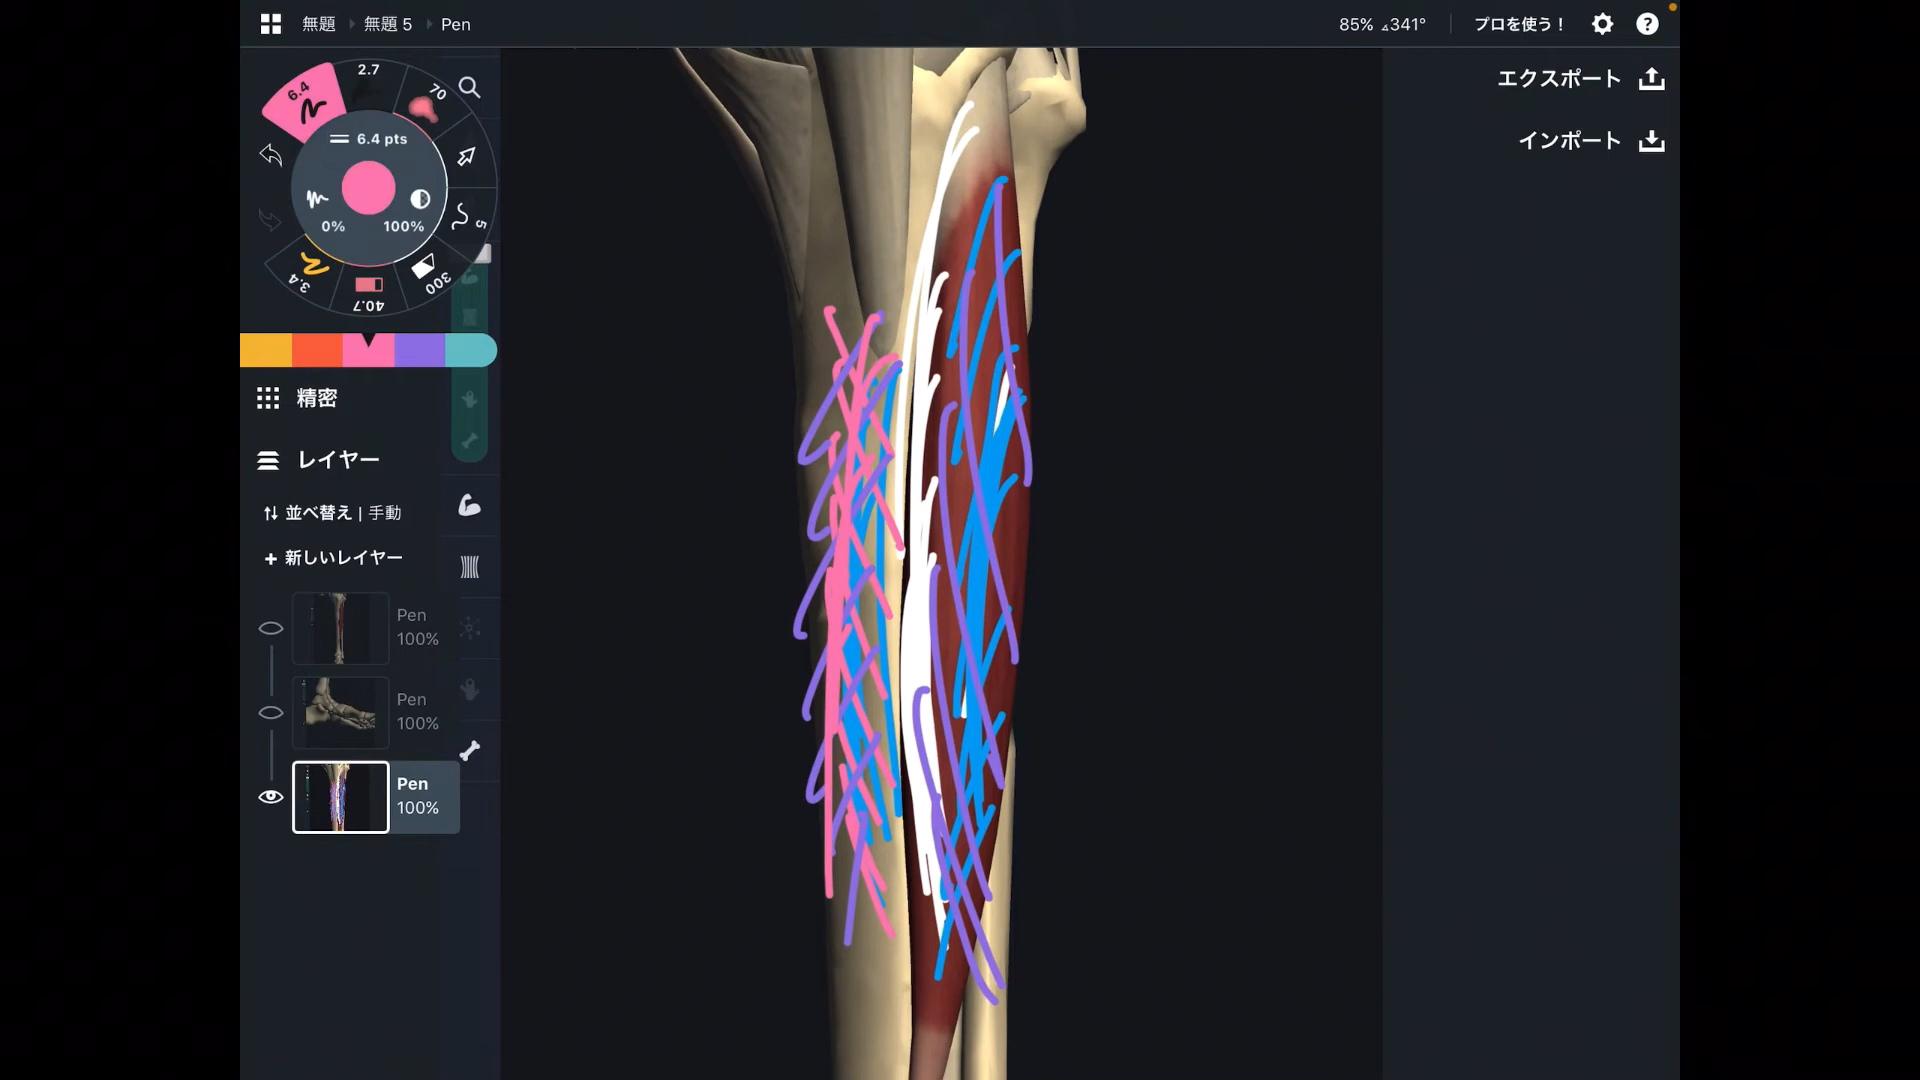 無題 無題 5 Pen
85% ⊿341°
プロを使う！
エクスポート
インポート
2.7
6.4
70
6.4 pts
0%
100%
5
300
40.7
3.4
精密
レイヤー
並べ替え | 手動
+ 新しいレイヤー
Pen
100%
Pen
100%
Pen
100%